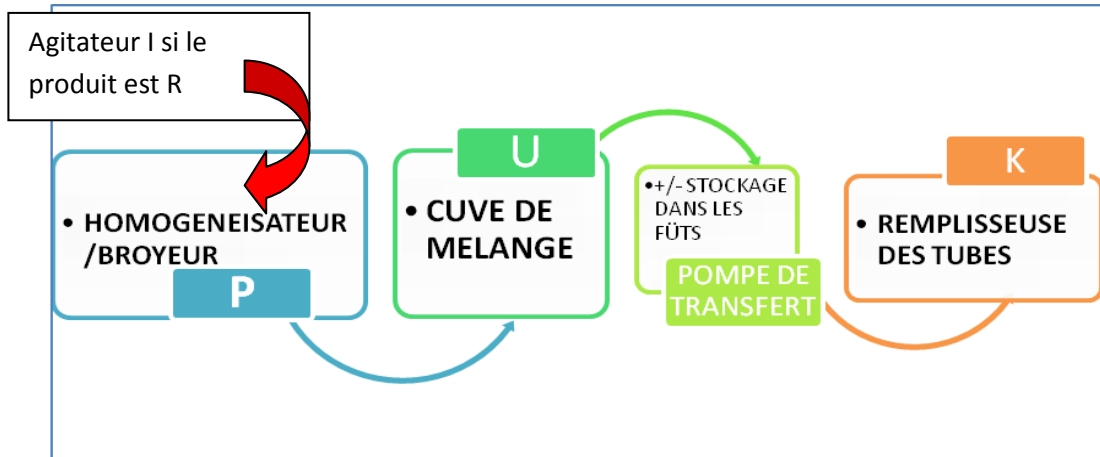 Agitateur I si le
produit est R
• HOMOGENEISATEUR
/BROYEUR
P
U
• CUVE DE
MELANGE
•+/- STOCKAGE
DANS LES
FÜTS
POMPE DE
TRANSFERT
K
• REMPLISSEUSE
DES TUBES